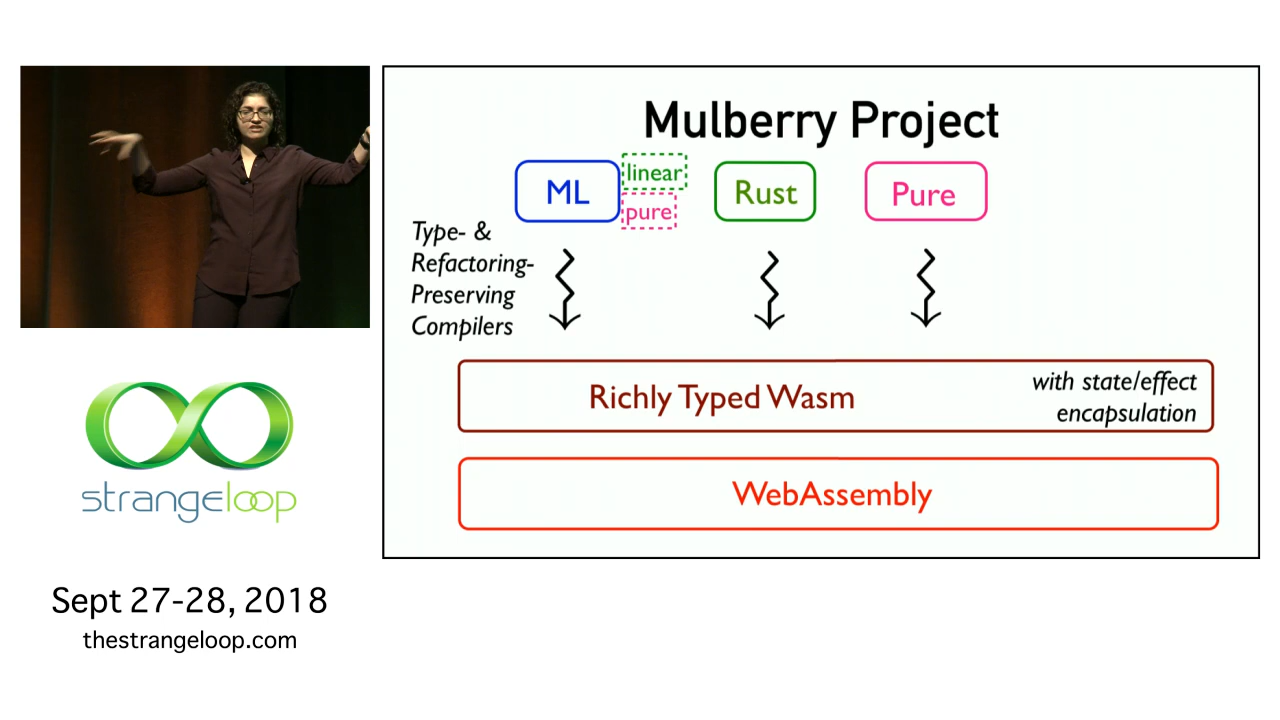 Mulberry Project
ML
linear
pure
Rust
Pure
Type- &
Refactoring-
Preserving
Compilers
Richly Typed Wasm
with state/effect
encapsulation
WebAssembly
strangeloop
Sept 27-28, 2018
thestrangeloop.com